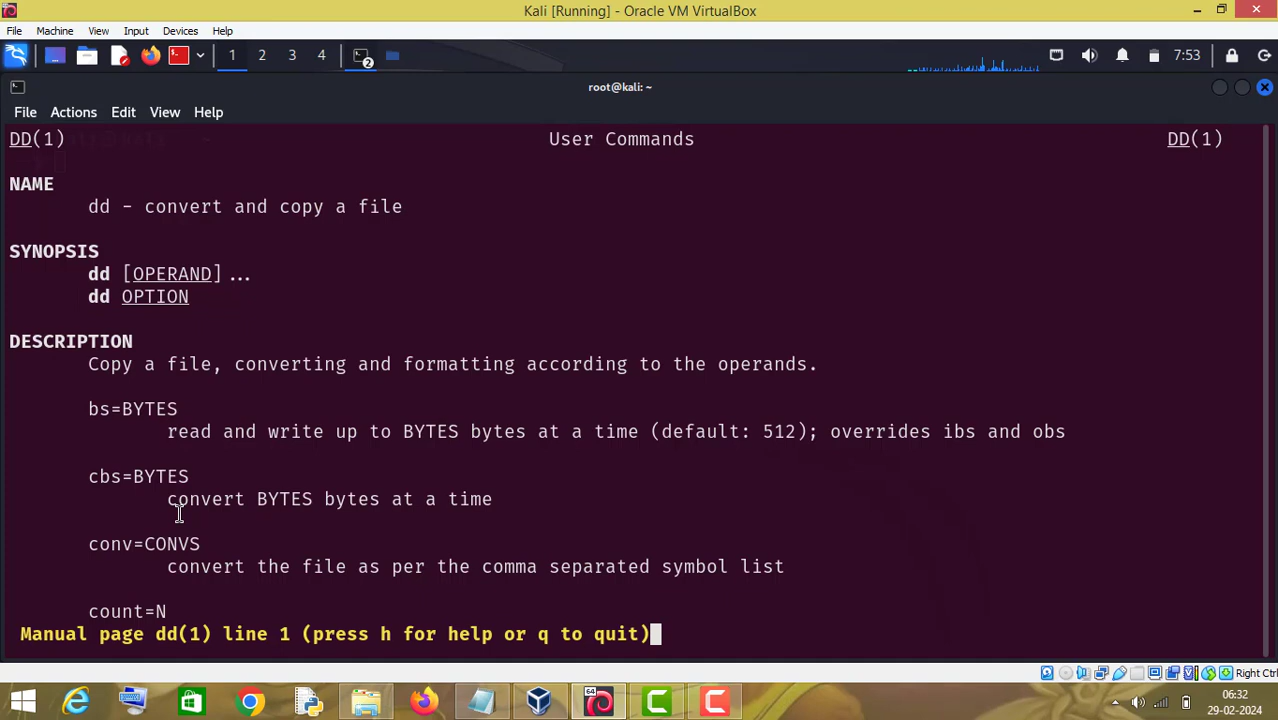 Kali [Running] - Oracle VM VirtualBox
File Machine View Input Devices Help
1 2 3 4 2 7:53
root@kali: ~
File Actions Edit View Help
DD(1) User Commands DD(1)
NAME
dd - convert and copy a file
SYNOPSIS
dd [OPERAND]...
dd OPTION
DESCRIPTION
Copy a file, converting and formatting according to the operands.
bs=BYTES
read and write up to BYTES bytes at a time (default: 512); overrides ibs and obs
cbs=BYTES
convert BYTES bytes at a time
conv=CONVS
convert the file as per the comma separated symbol list
count=N
Manual page dd(1) line 1 (press h for help or q to quit)
Right Ctrl
64
06:32
29-02-2024